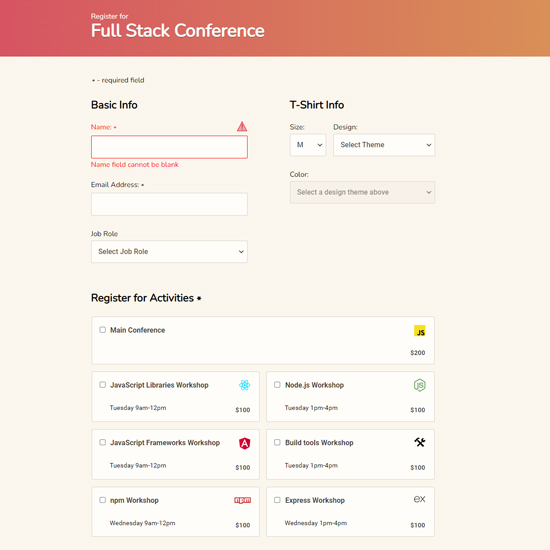 Register for
Full Stack Conference
* - required field
Basic Info
Name: *
Name field cannot be blank
Email Address: *
Job Role
Select Job Role
T-Shirt Info
Size:
Design:
M
Select Theme
Color:
Select a design theme above
Register for Activities *
Main Conference
JS
$200
JavaScript Libraries Workshop
Tuesday 9am-12pm
$100
Node.js Workshop
JS
Tuesday 1pm-4pm
$100
JavaScript Frameworks Workshop
A
Tuesday 9am-12pm
$100
Build tools Workshop
Tuesday 1pm-4pm
$100
npm Workshop
npm
Wednesday 9am-12pm
$100
Express Workshop
ex
Wednesday 1pm-4pm
$100